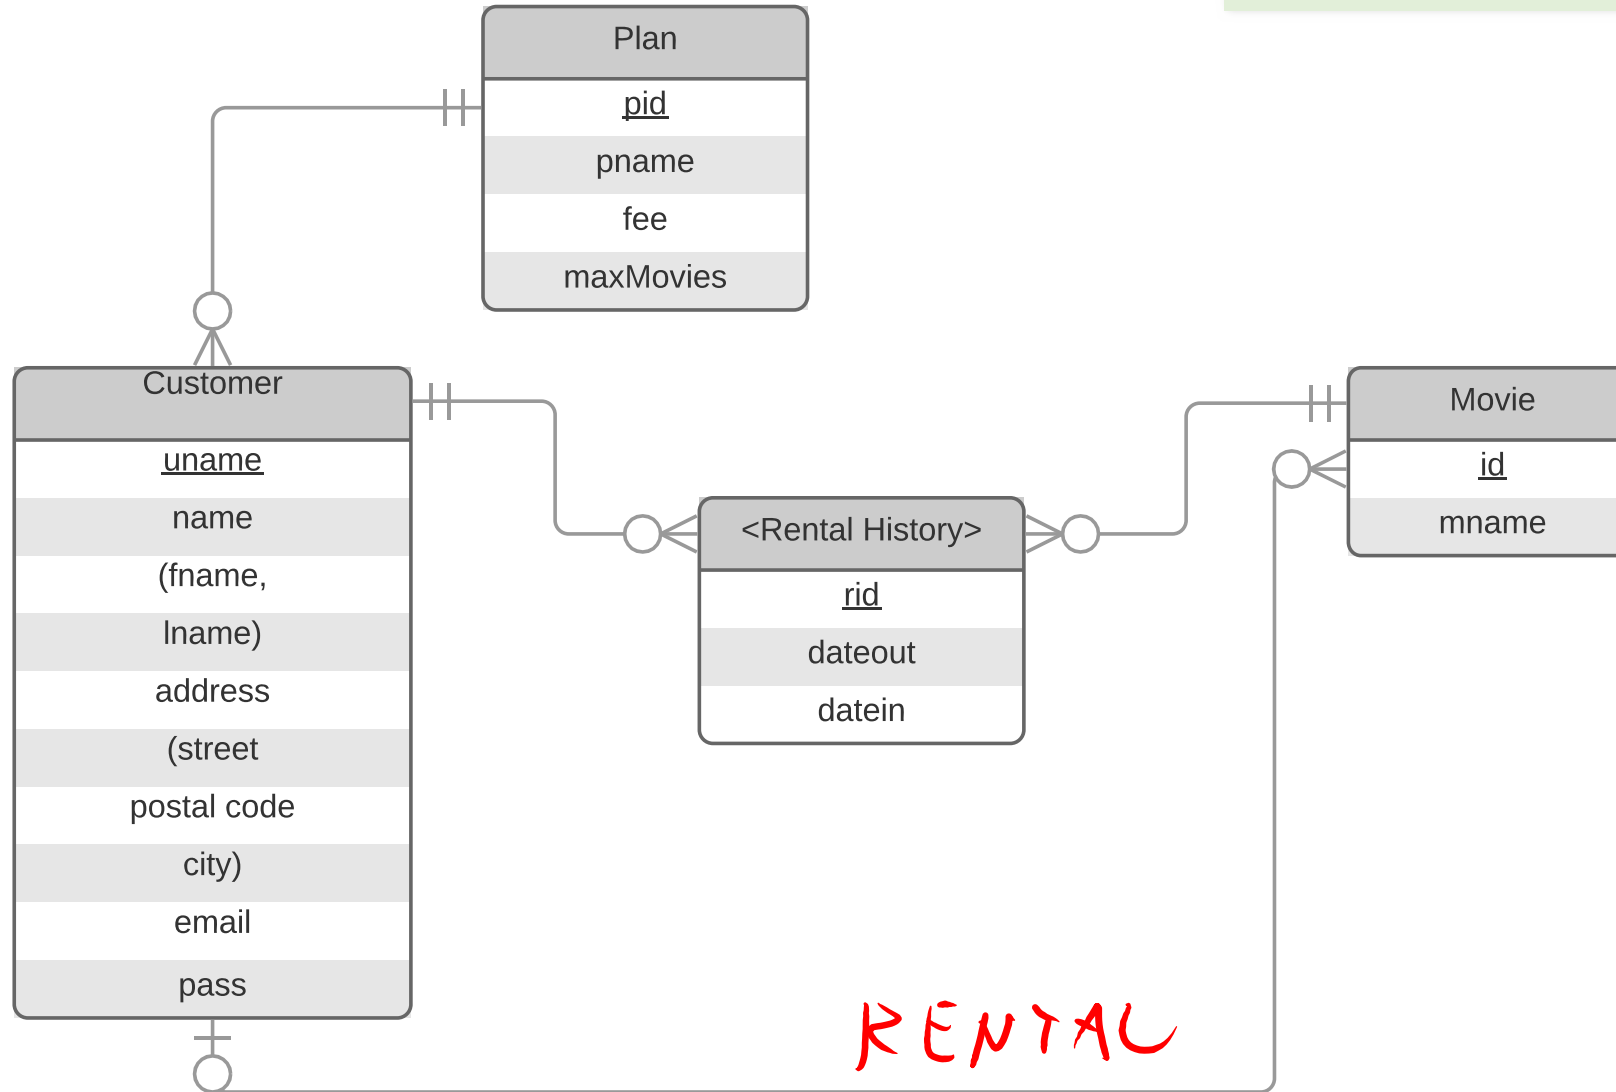 Plan
pid
pname
fee
maxMovies
Customer
uname
name
(fname,
lname)
address
(street
postal code
city)
email
pass
<Rental History>
rid
dateout
datein
Movie
id
mname
RENTAL